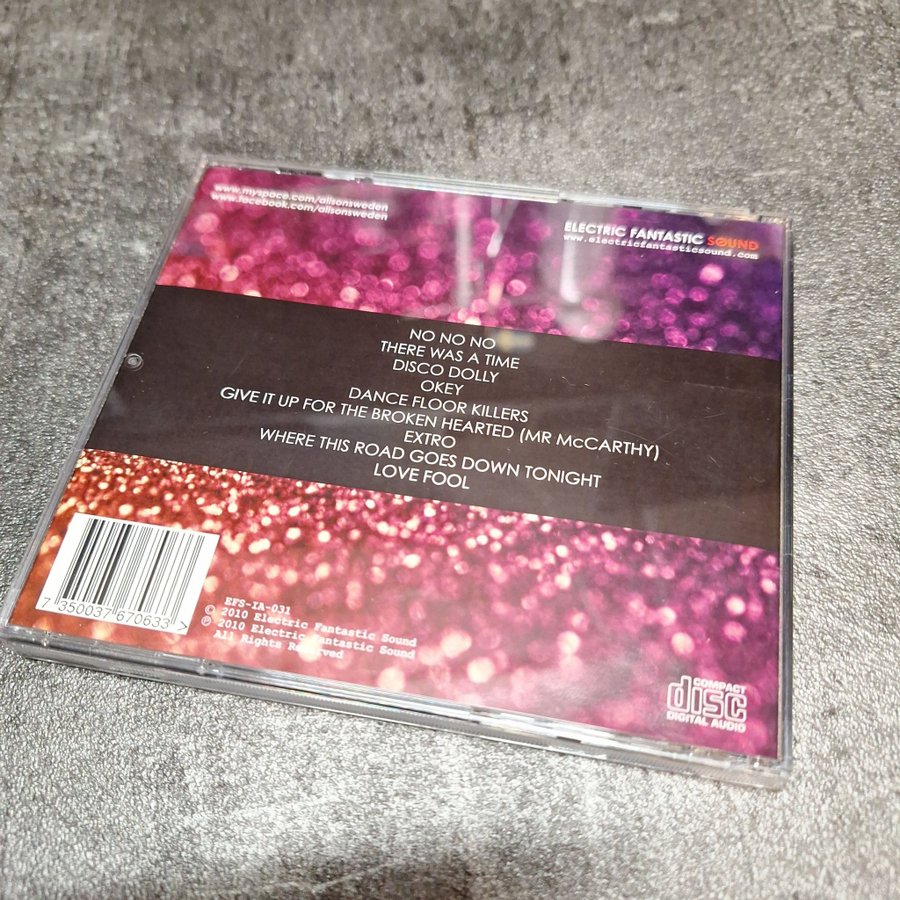 www.myspace.com/alisonsweden
www.facebook.com/alisonsweden
ELECTRIC FANTASTIC SOUND
www.electricfantasticsound.com
NO NO NO
THERE WAS A TIME
DISCO DOLLY
OKEY
DANCE FLOOR KILLERS
GIVE IT UP FOR THE BROKEN HEARTED (MR McCARTHY)
EXTRO
WHERE THIS ROAD GOES DOWN TONIGHT
LOVE FOOL
7 350037 670633 >
EFS-IA-031
© 2010 Electric Fantastic Sound
℗ 2010 Electric Fantastic Sound
All Rights Reserved
COMPACT
disc
DIGITAL AUDIO